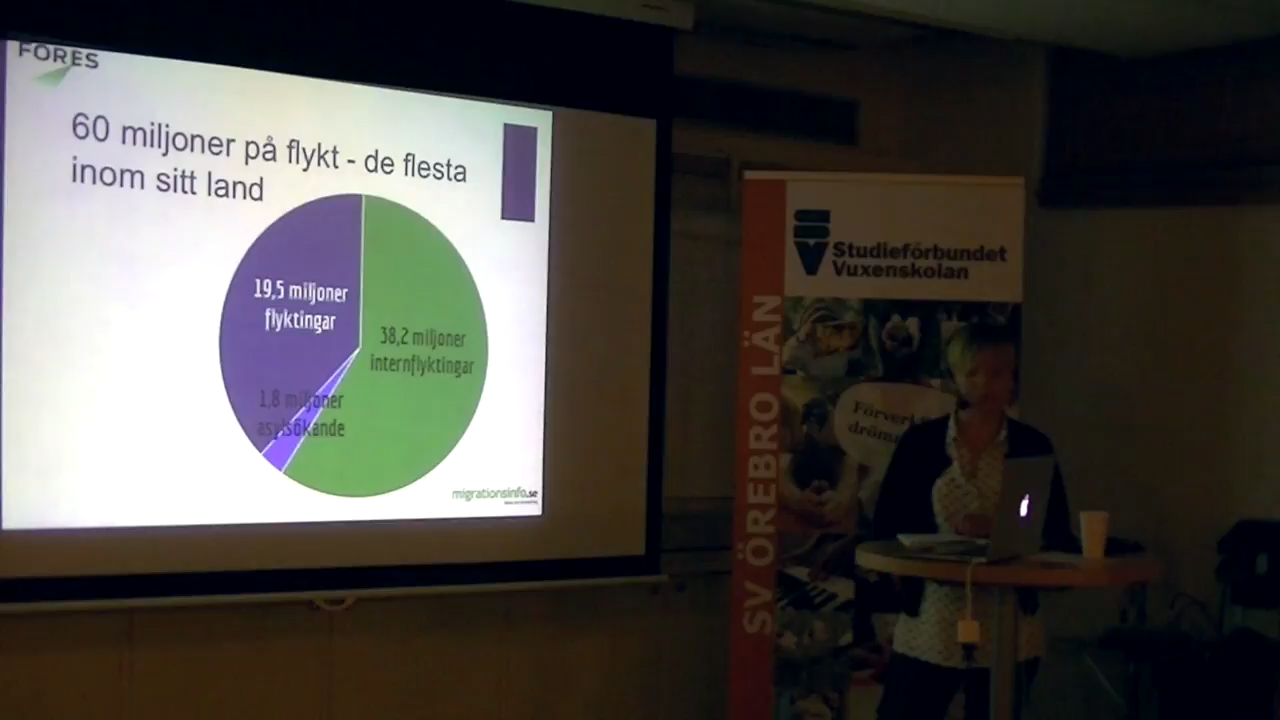 FORES
60 miljoner på flykt - de flesta
inom sitt land
19,5 miljoner
flyktingar
38,2 miljoner
internflyktingar
1,8 miljoner
asylsökande
migrationsinfo.se
Studieförbundet
Vuxenskolan
SV ÖREBRO LÄN